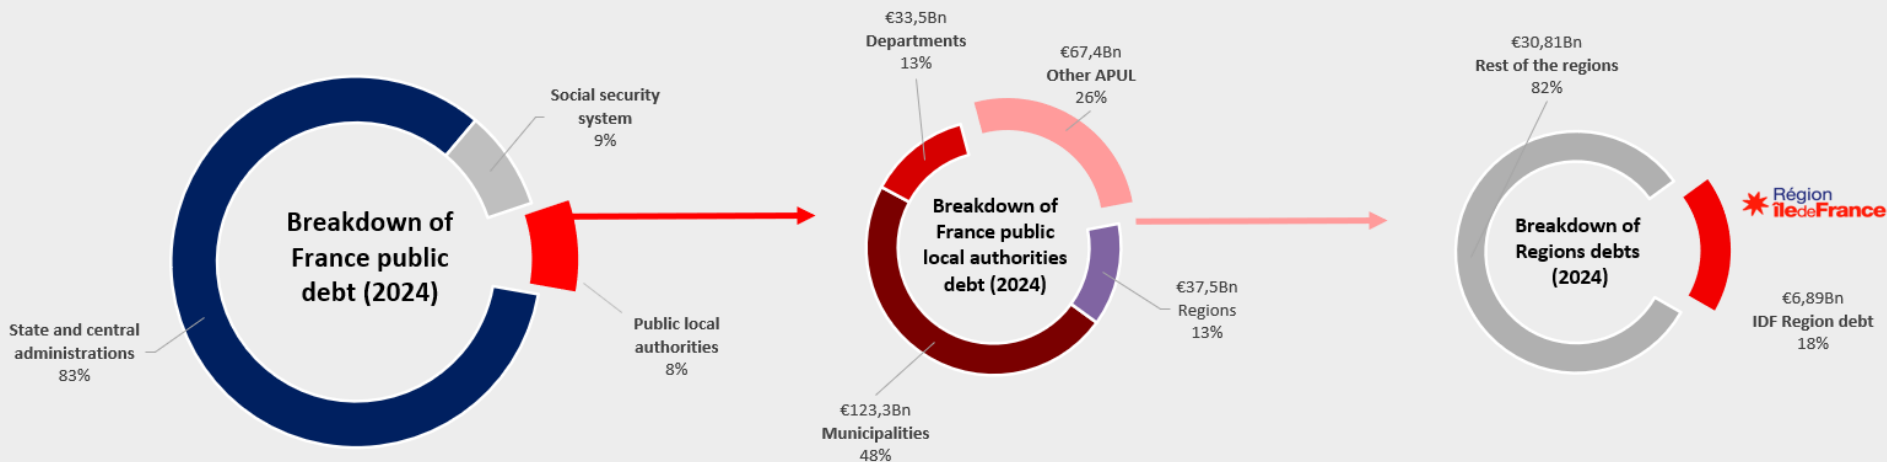 Breakdown of
France public
debt (2024)
Social security
system
9%
Public local
authorities
8%
State and central
administrations
83%
€33,5Bn
Departments
13%
€67,4Bn
Other APUL
26%
Breakdown of
France public
local authorities
debt (2024)
€37,5Bn
Regions
13%
€123,3Bn
Municipalities
48%
€30,81Bn
Rest of the regions
82%
Breakdown of
Regions debts
(2024)
Région
îledeFrance
€6,89Bn
IDF Region debt
18%